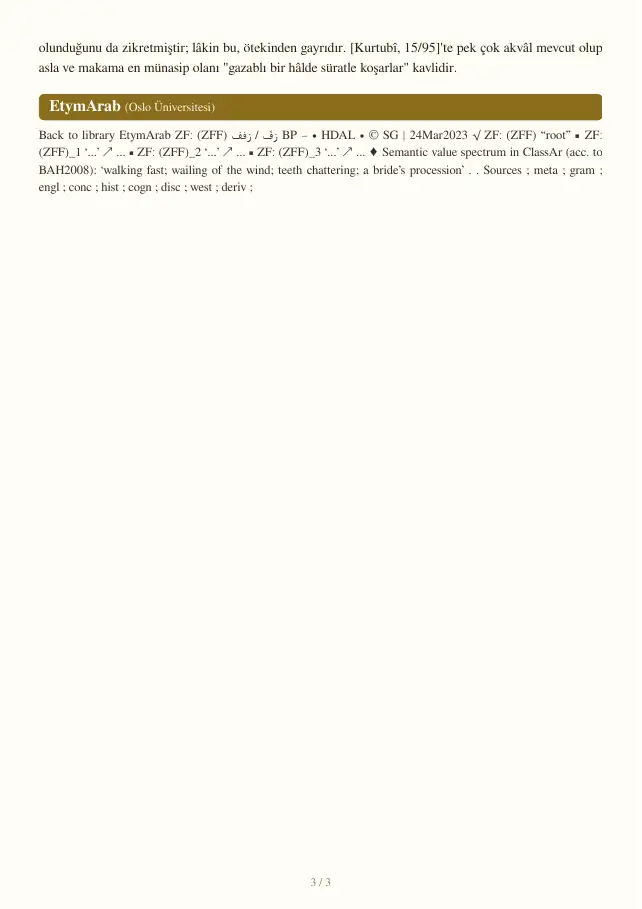 olunduğunu da zikretmiştir; lâkin bu, ötekinden gayrıdır. [Kurtubî, 15/95]'te pek çok akvâl mevcut olup
asla ve makama en münasip olanı "gazablı bir hâlde süratle koşarlar" kavlidir.
EtymArab (Oslo Üniversitesi)
Back to library EtymArab ZF: (ZFF) زفّ / زفف BP – • HDAL • © SG | 24Mar2023 √ ZF: (ZFF) “root” ▪ ZF:
(ZFF)_1 ‘...’ ↗ ... ▪ ZF: (ZFF)_2 ‘...’ ↗ ... ▪ ZF: (ZFF)_3 ‘...’ ↗ ... ♦ Semantic value spectrum in ClassAr (acc. to
BAH2008): ‘walking fast; wailing of the wind; teeth chattering; a bride’s procession’ . . Sources ; meta ; gram ;
engl ; conc ; hist ; cogn ; disc ; west ; deriv ;
3 / 3